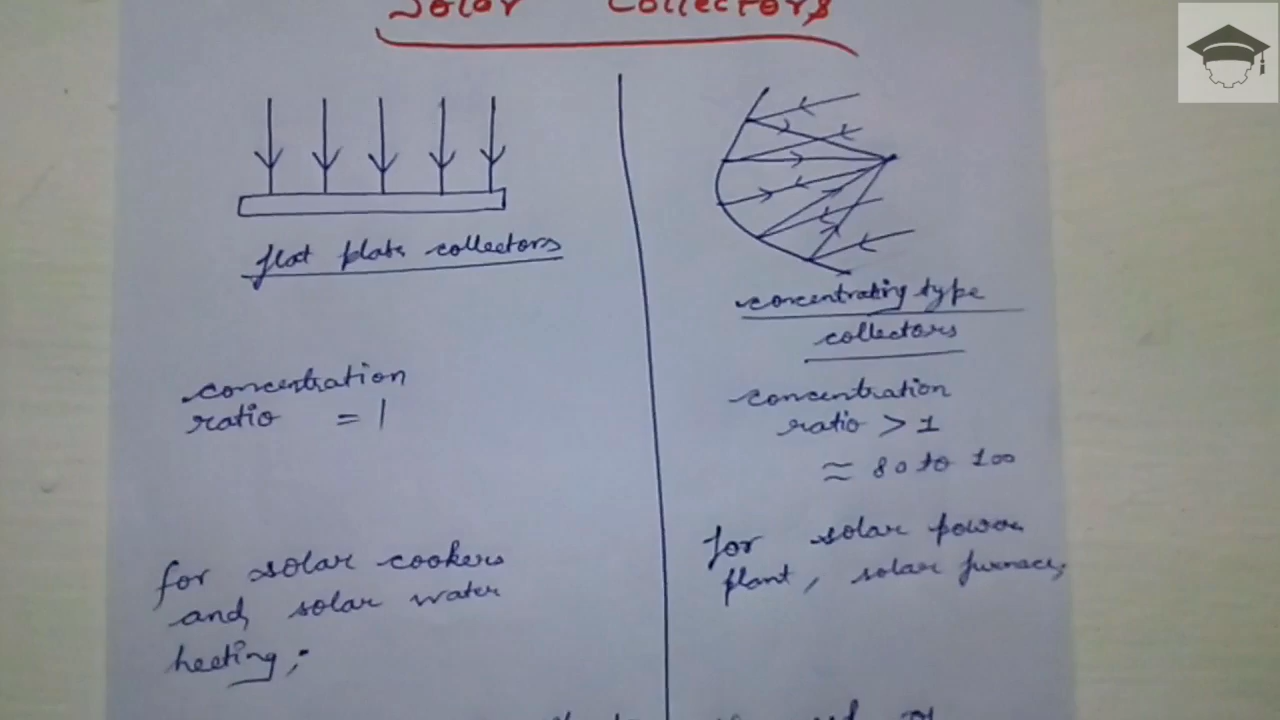 Solar Collectors
flat plate collectors
concentration
ratio = 1
for solar cookers
and solar water
heeting,
concentrating type
collectors
concentration
ratio > 1
≈ 80 to 100
for solar power
plant, solar furnace,